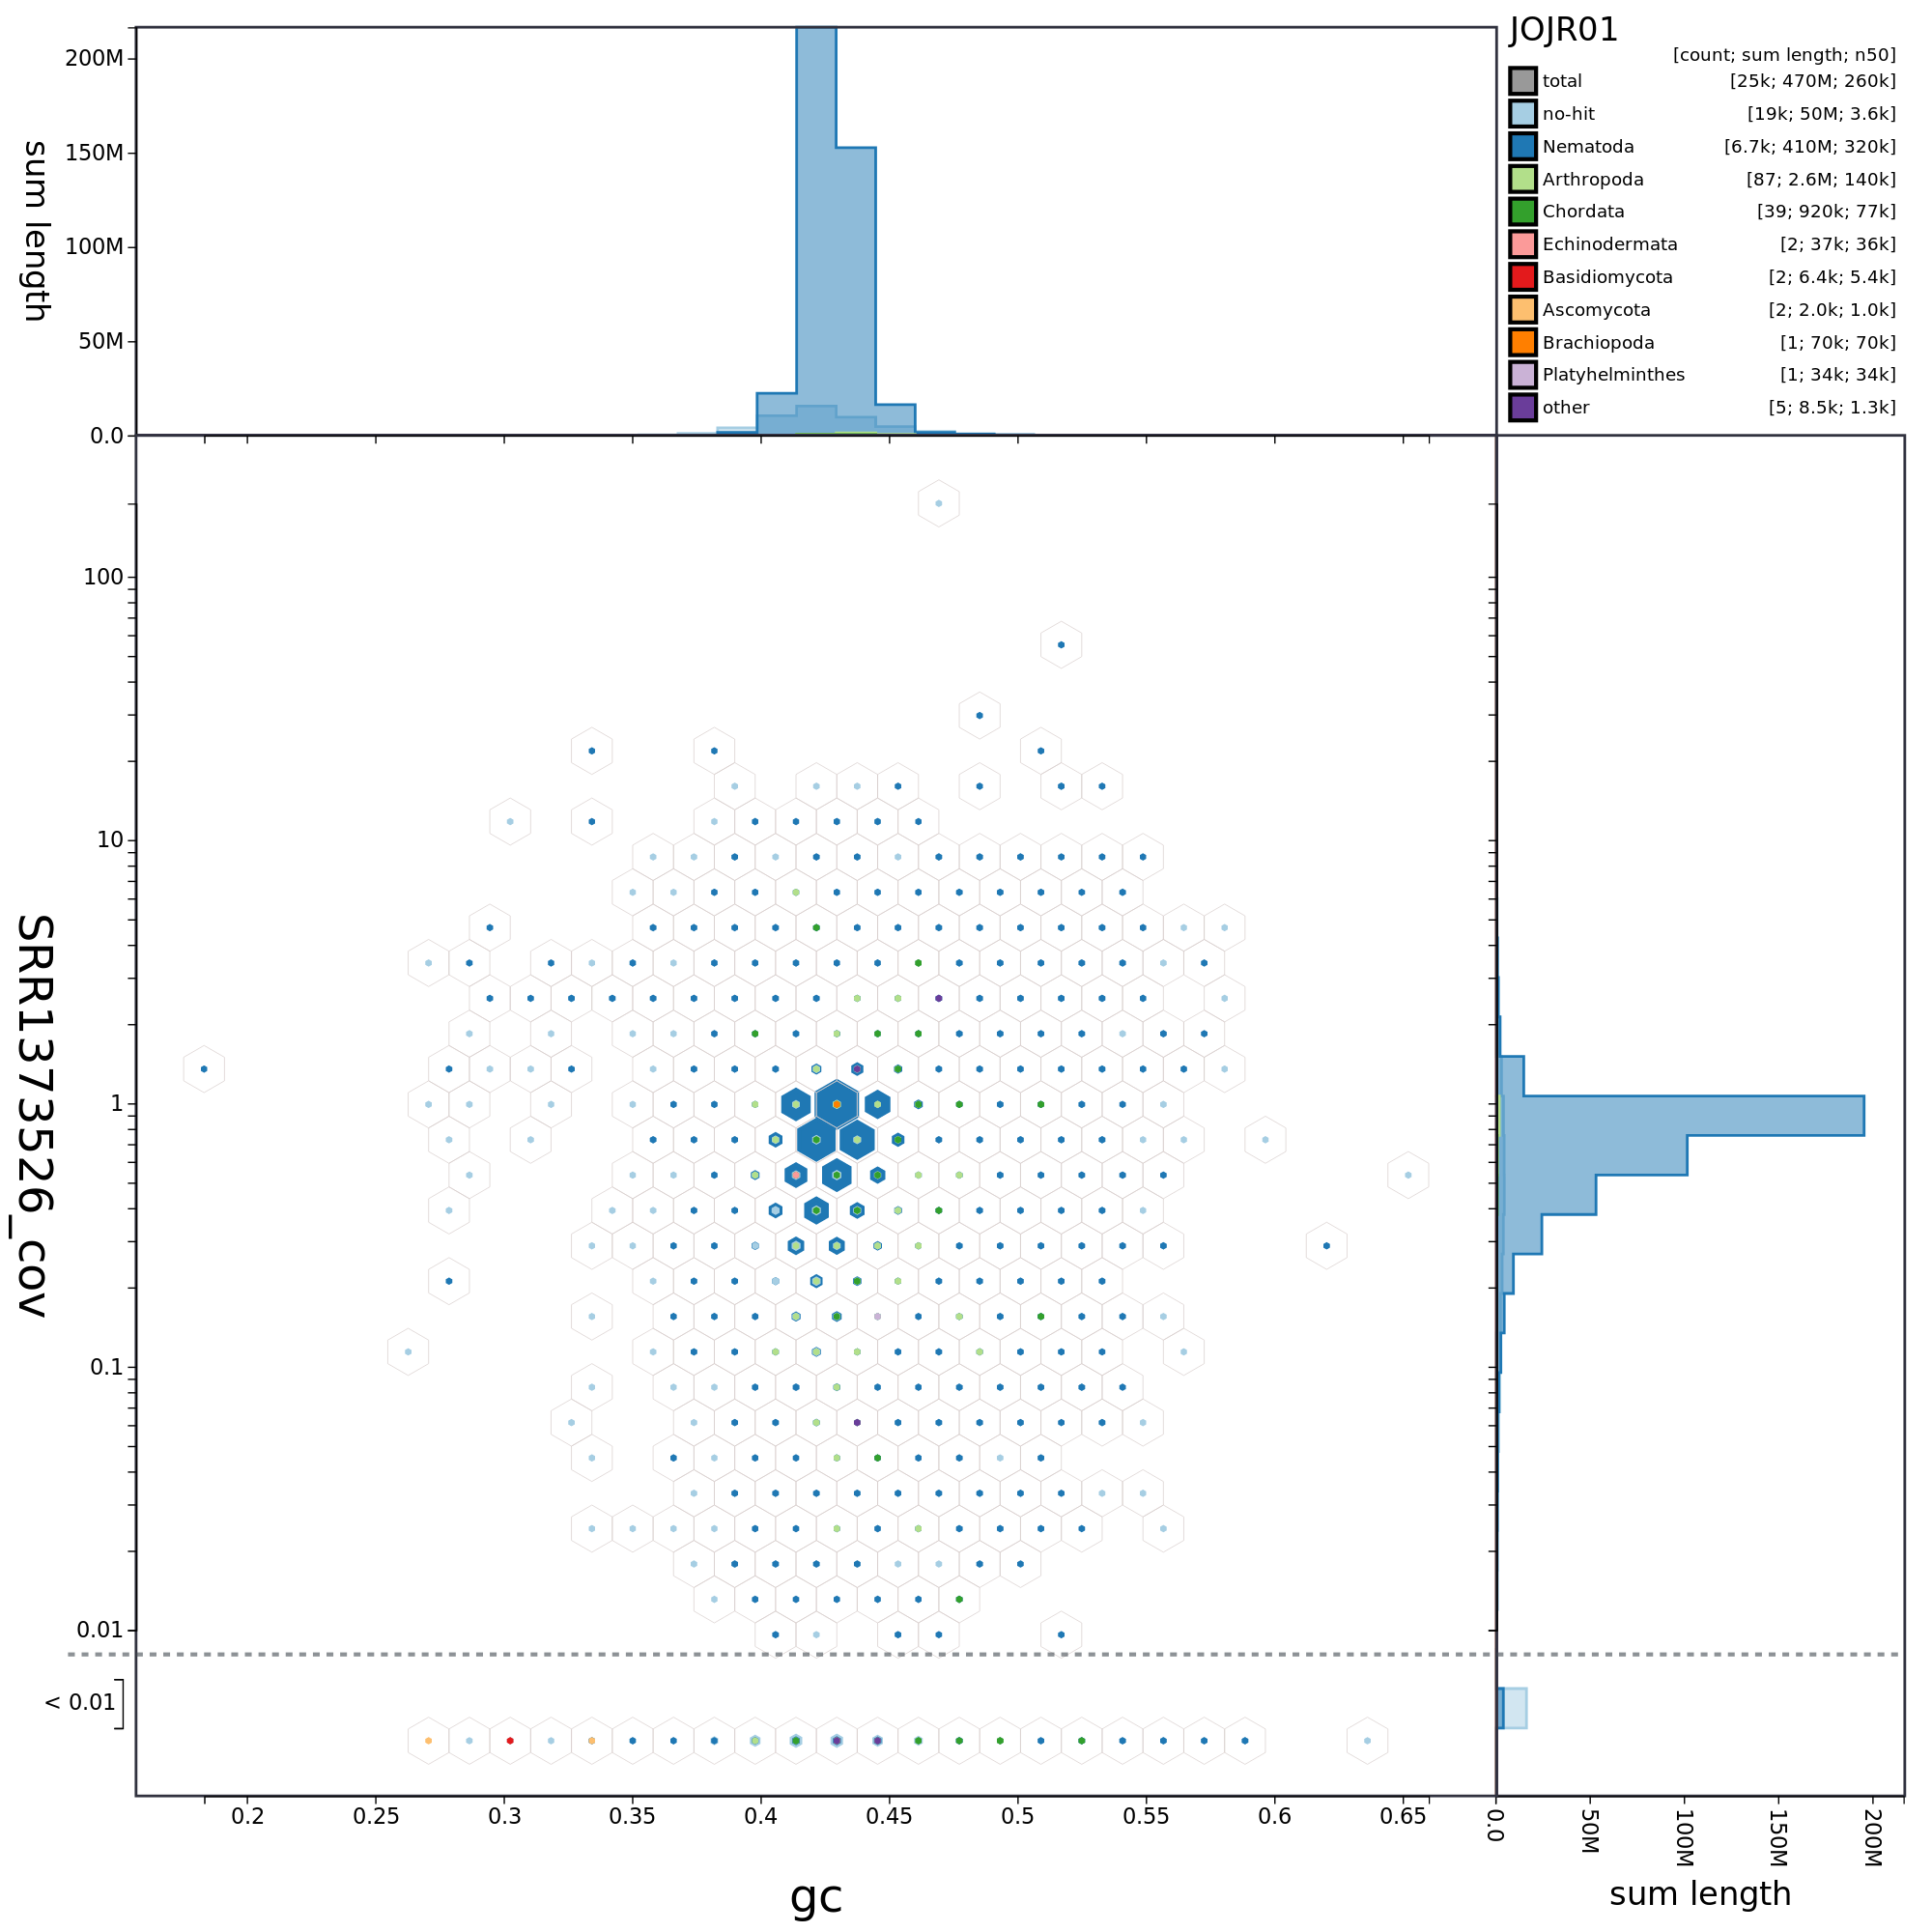 JOJR01
[count; sum length; n50]
total [25k; 470M; 260k]
no-hit [19k; 50M; 3.6k]
Nematoda [6.7k; 410M; 320k]
Arthropoda [87; 2.6M; 140k]
Chordata [39; 920k; 77k]
Echinodermata [2; 37k; 36k]
Basidiomycota [2; 6.4k; 5.4k]
Ascomycota [2; 2.0k; 1.0k]
Brachiopoda [1; 70k; 70k]
Platyhelminthes [1; 34k; 34k]
other [5; 8.5k; 1.3k]
sum length
200M
150M
100M
50M
0.0
SRR1373526_cov
100
10
1
0.1
0.01
< 0.01
0.2 0.25 0.3 0.35 0.4 0.45 0.5 0.55 0.6 0.65
gc
0.0 50M 100M 150M 200M
sum length